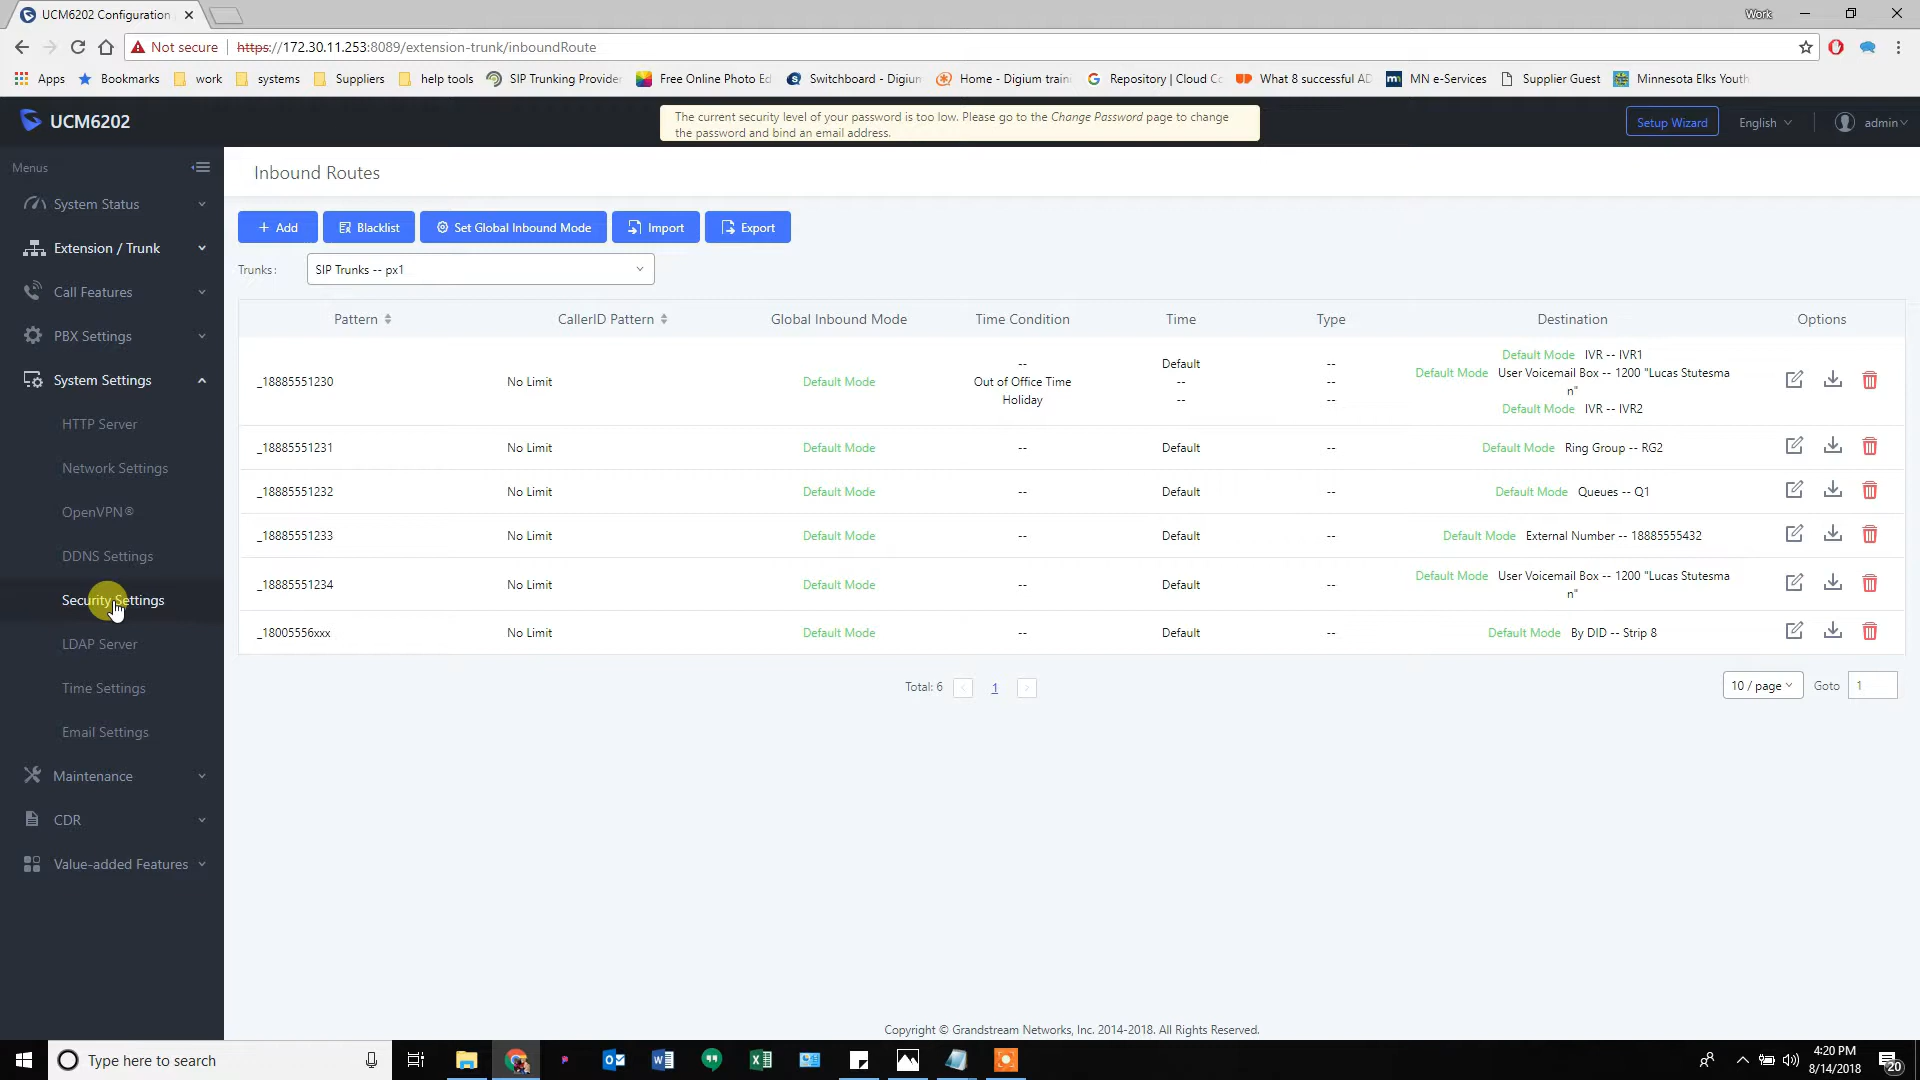 UCM6202 Configuration
Work
Not secure
https://172.30.11.253:8089/extension-trunk/inboundRoute
Apps
Bookmarks
work
systems
Suppliers
help tools
SIP Trunking Provider
Free Online Photo Ed
Switchboard - Digium
Home - Digium train
Repository | Cloud Co
What 8 successful AD
MN e-Services
Supplier Guest
Minnesota Elks Youth
UCM6202
The current security level of your password is too low. Please go to the Change Password page to change
the password and bind an email address.
Setup Wizard
English
admin
Menus
System Status
Extension / Trunk
Call Features
PBX Settings
System Settings
HTTP Server
Network Settings
OpenVPN®
DDNS Settings
Security Settings
LDAP Server
Time Settings
Email Settings
Maintenance
CDR
Value-added Features
Inbound Routes
+ Add
Blacklist
Set Global Inbound Mode
Import
Export
Trunks:
SIP Trunks -- px1
Pattern
CallerID Pattern
Global Inbound Mode
Time Condition
Time
Type
Destination
Options
_18885551230
No Limit
Default Mode
--
Out of Office Time
Holiday
Default
--
--
--
--
--
Default Mode IVR -- IVR1
Default Mode User Voicemail Box -- 1200 "Lucas Stutesma
n"
Default Mode IVR -- IVR2
_18885551231 No Limit Default Mode -- Default -- Default Mode Ring Group -- RG2
_18885551232 No Limit Default Mode -- Default -- Default Mode Queues -- Q1
_18885551233 No Limit Default Mode -- Default -- Default Mode External Number -- 18885555432
_18885551234 No Limit Default Mode -- Default -- Default Mode User Voicemail Box -- 1200 "Lucas Stutesma
n"
_18005556xxx No Limit Default Mode -- Default -- Default Mode By DID -- Strip 8
Total: 6
1
10 / page
Goto
1
Copyright © Grandstream Networks, Inc. 2014-2018. All Rights Reserved.
Type here to search
4:20 PM
8/14/2018
20